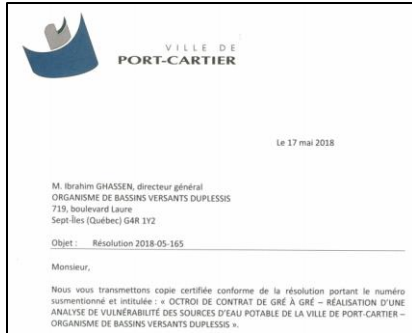 VILLE DE
PORT-CARTIER
Le 17 mai 2018
M. Ibrahim GHASSEN, directeur général
ORGANISME DE BASSINS VERSANTS DUPLESSIS
719, boulevard Laure
Sept-Îles (Québec) G4R 1Y2
Objet : Résolution 2018-05-165
Monsieur,
Nous vous transmettons copie certifiée conforme de la résolution portant le numéro
susmentionné et intitulée : « OCTROI DE CONTRAT DE GRÉ À GRÉ – RÉALISATION D'UNE
ANALYSE DE VULNÉRABILITÉ DES SOURCES D'EAU POTABLE DE LA VILLE DE PORT-CARTIER –
ORGANISME DE BASSINS VERSANTS DUPLESSIS ».